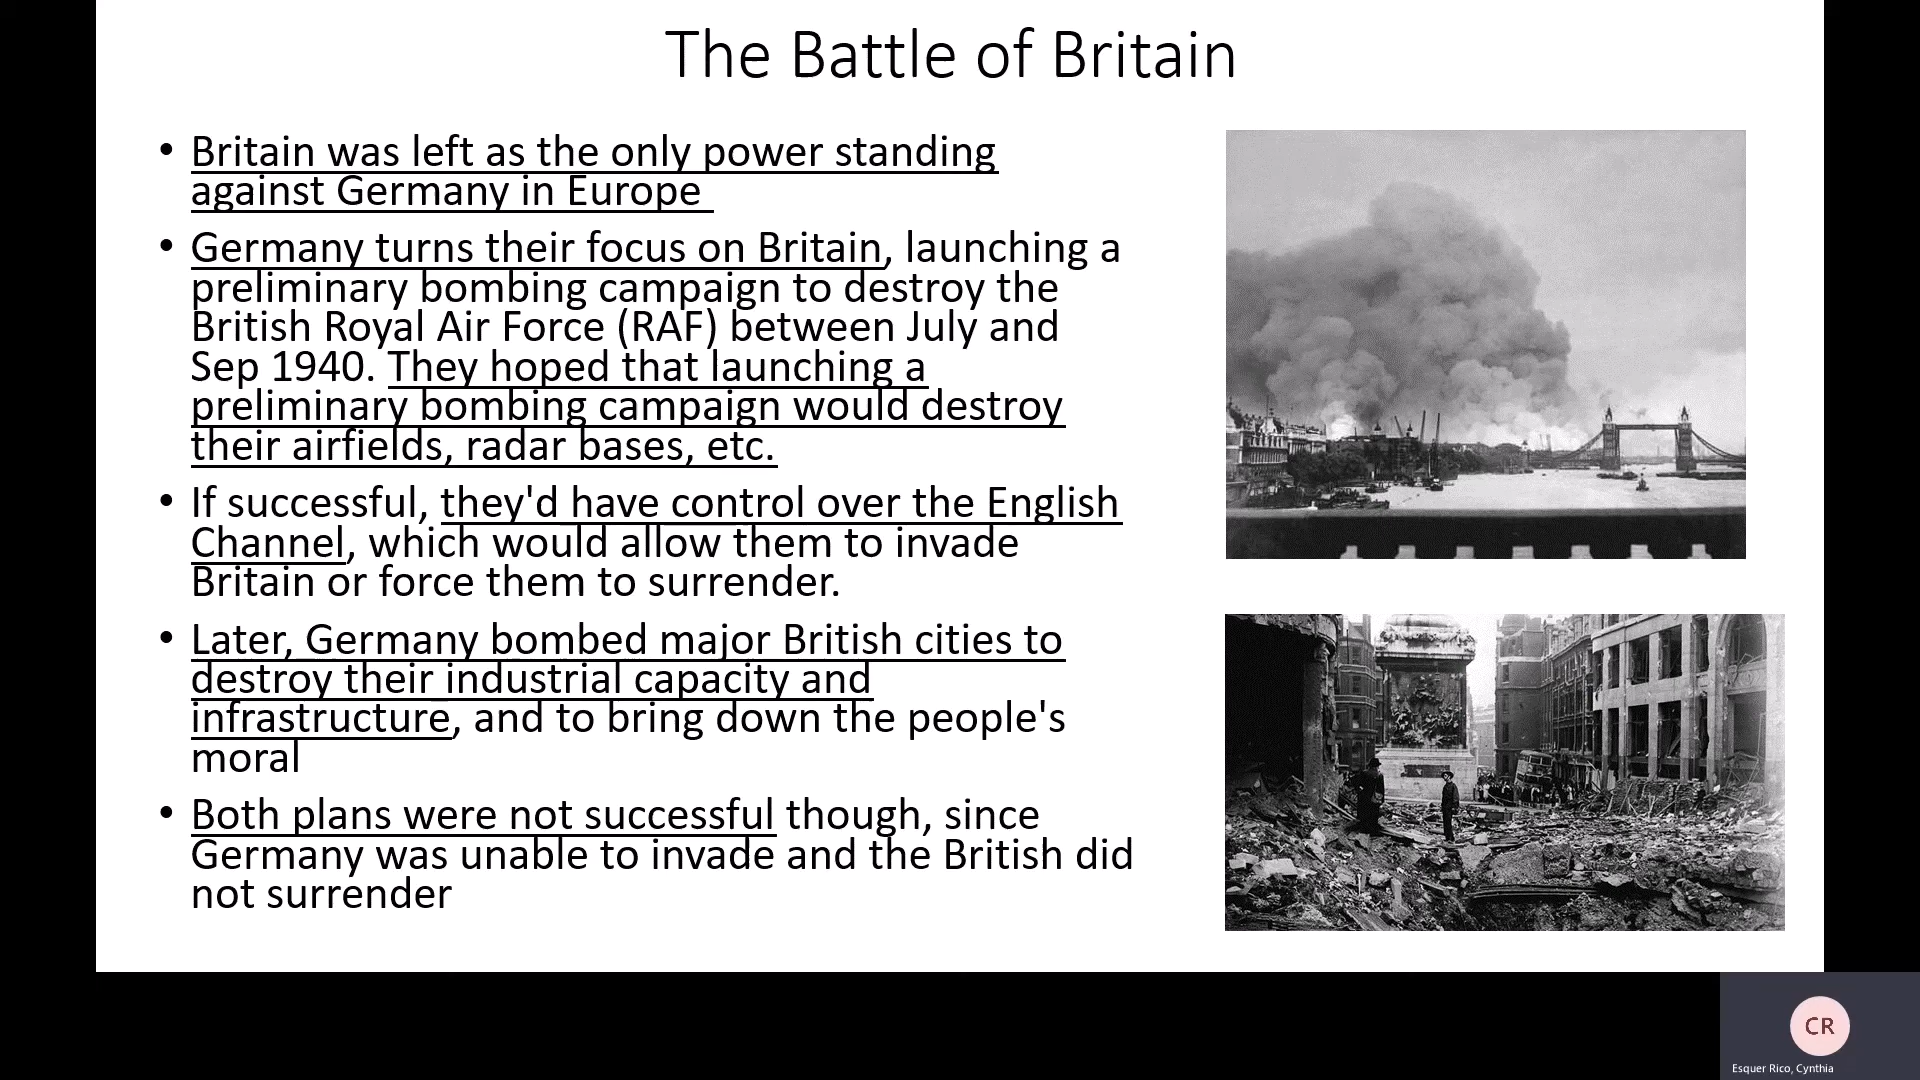 The Battle of Britain
• Britain was left as the only power standing
against Germany in Europe
• Germany turns their focus on Britain, launching a
preliminary bombing campaign to destroy the
British Royal Air Force (RAF) between July and
Sep 1940. They hoped that launching a
preliminary bombing campaign would destroy
their airfields, radar bases, etc.
• If successful, they'd have control over the English
Channel, which would allow them to invade
Britain or force them to surrender.
• Later, Germany bombed major British cities to
destroy their industrial capacity and
infrastructure, and to bring down the people's
moral
• Both plans were not successful though, since
Germany was unable to invade and the British did
not surrender
CR
Esquer Rico, Cynthia